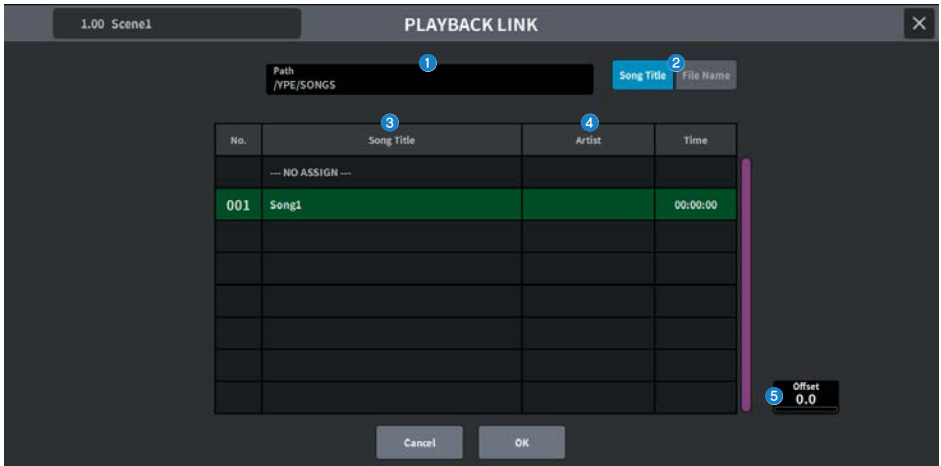 1.00 Scene1
PLAYBACK LINK
1
Path
/YPE/SONGS
2
Song Title
File Name
3
4
No.
Song Title
Artist
Time
--- NO ASSIGN ---
001
Song1
00:00:00
5
Offset
0.0
Cancel
OK